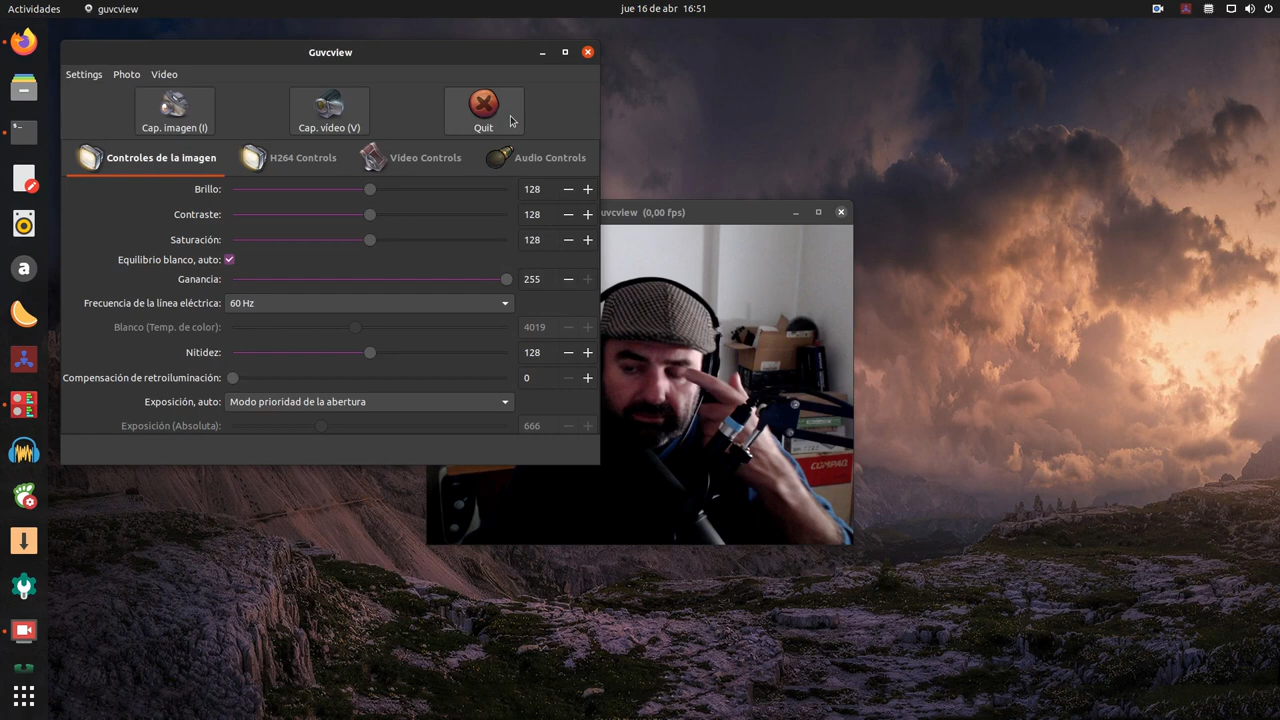 Actividades
guvcview
jue 16 de abr 16:51
Guvcview
Settings Photo Video
Cap. imagen (I)
Cap. video (V)
Quit
Controles de la imagen
H264 Controls
Video Controls
Audio Controls
Brillo: 128
Contraste: 128
Saturación: 128
Equilibrio blanco, auto:
Ganancia: 255
Frecuencia de la línea eléctrica: 60 Hz
Blanco (Temp. de color): 4019
Nitidez: 128
Compensación de retroiluminación: 0
Exposición, auto: Modo prioridad de la abertura
Exposición (Absoluta): 666
uvcview (0,00 fps)
COMPAQ
a